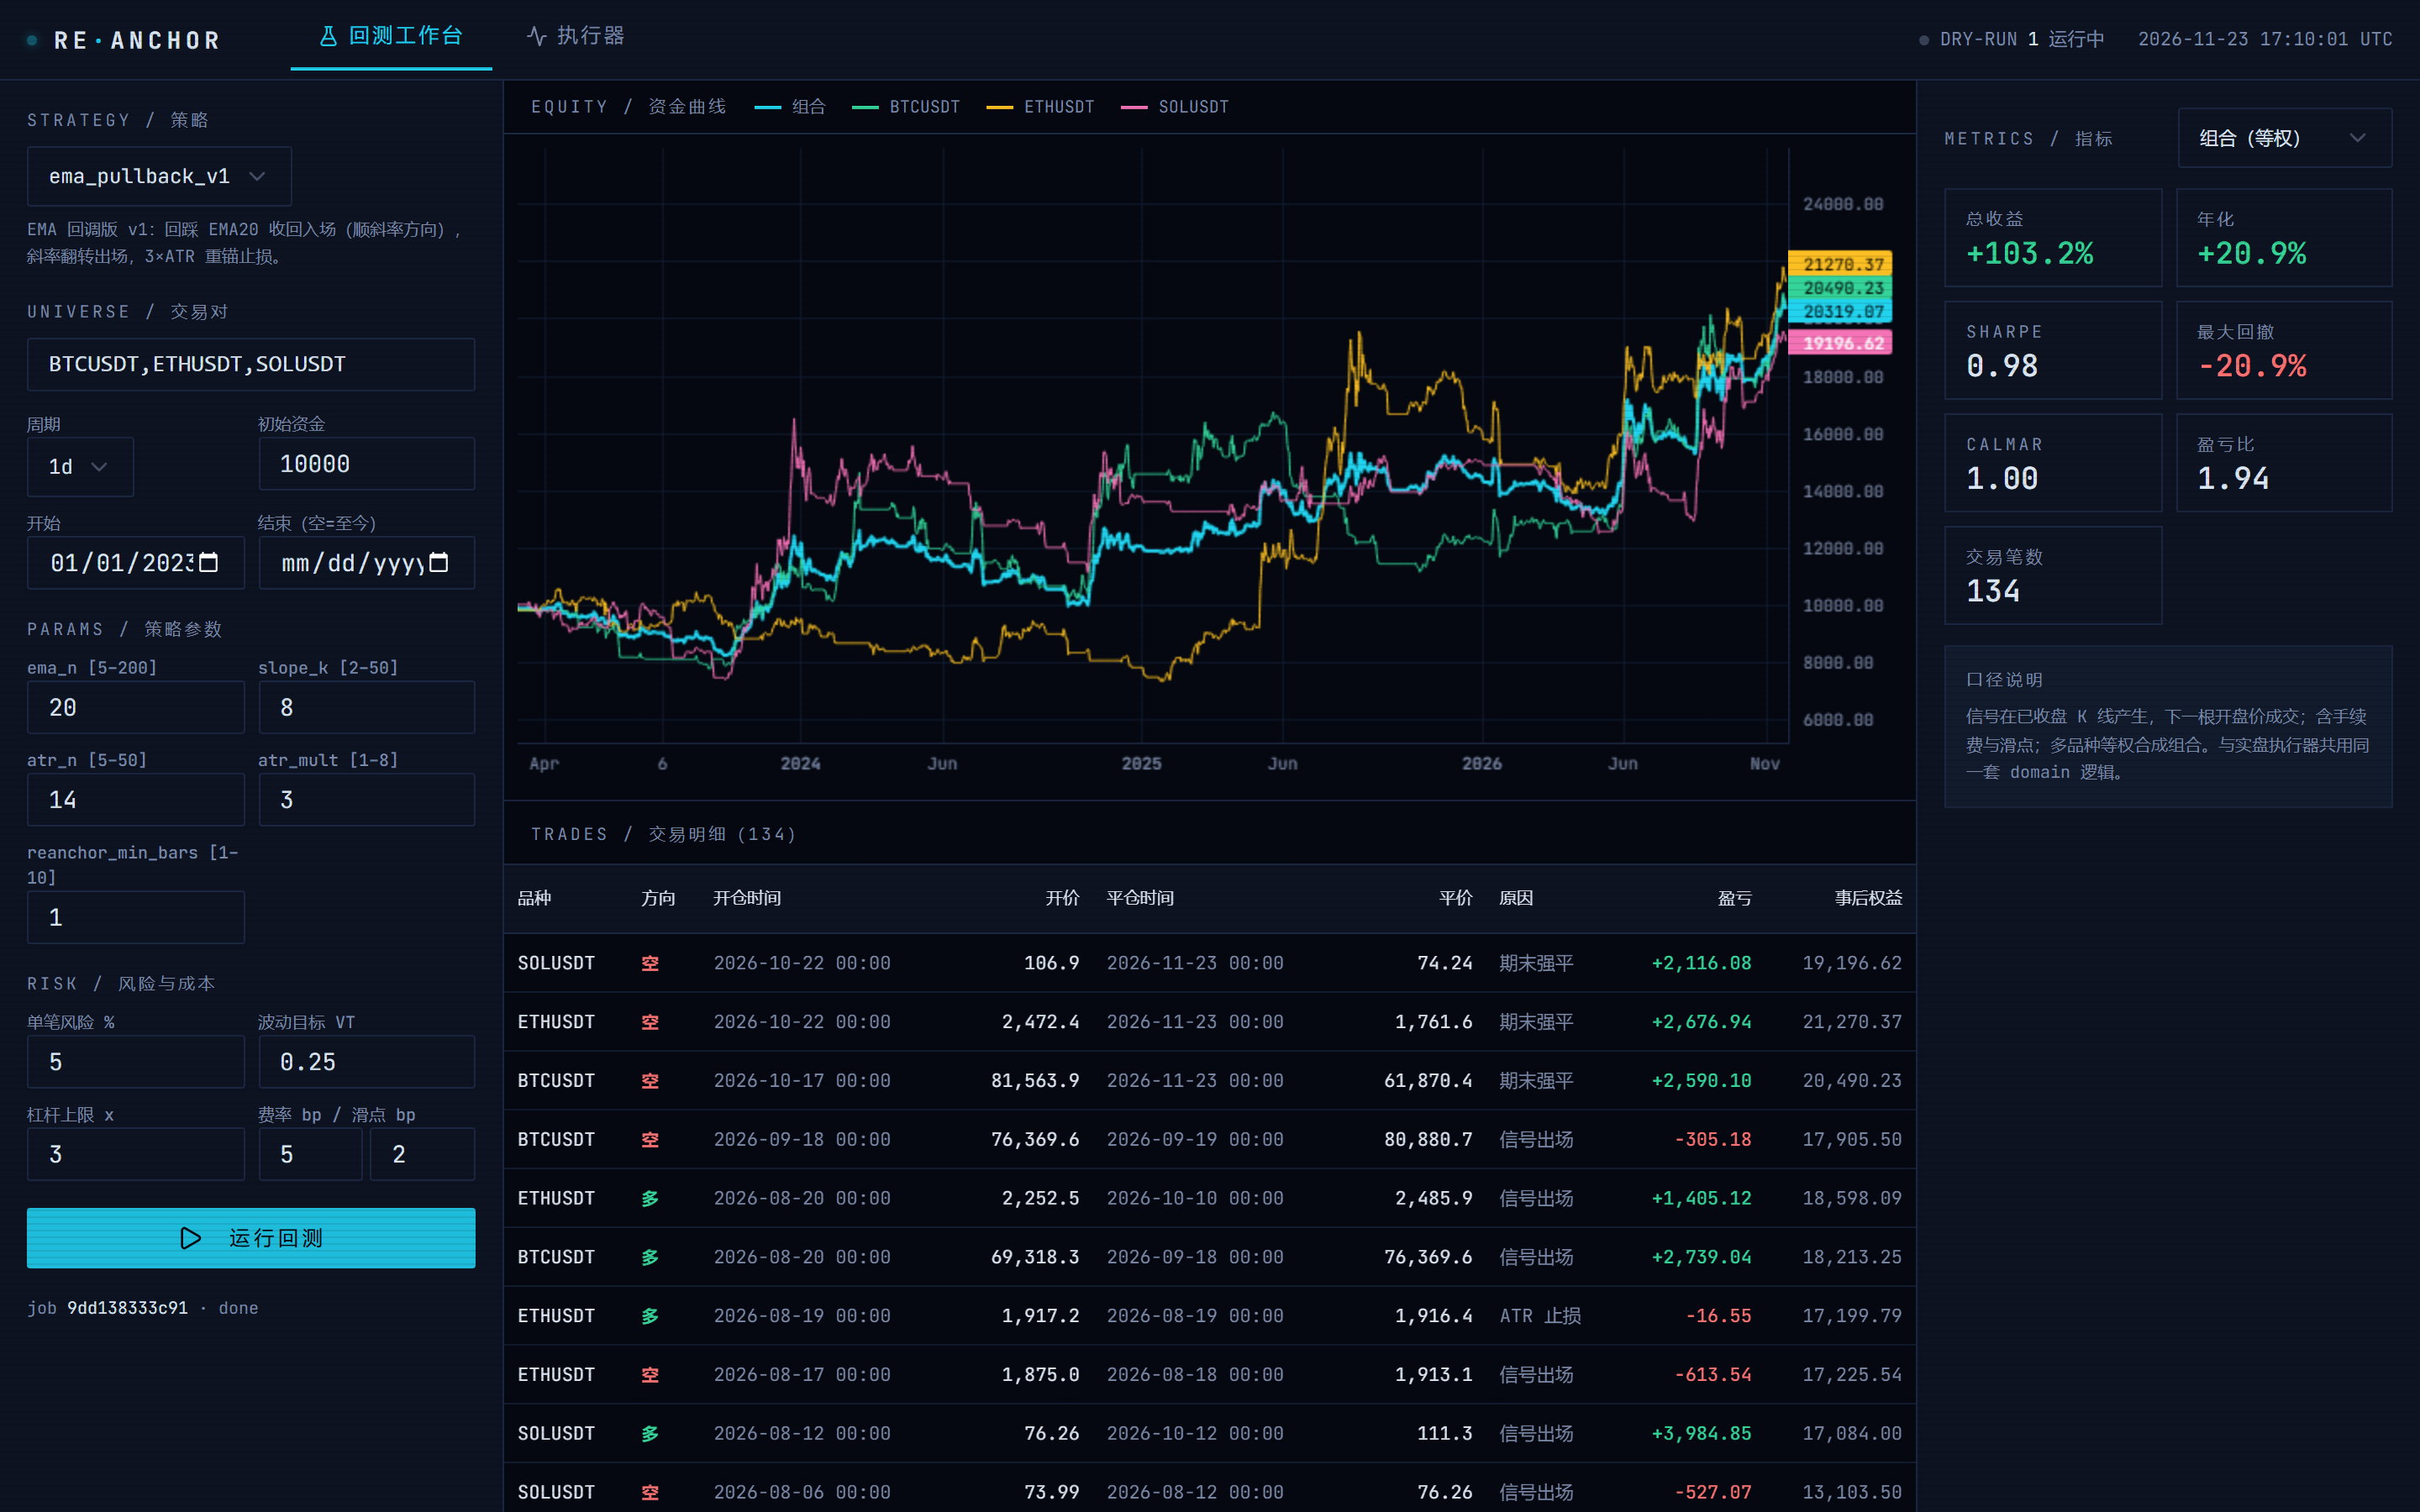 RE·ANCHOR
回测工作台
执行器
DRY-RUN 1 运行中
2026-11-23 17:10:01 UTC
STRATEGY / 策略
ema_pullback_v1
EMA 回调版 v1: 回踩 EMA20 收回入场（顺斜率方向），
斜率翻转出场，3×ATR 重锚止损。
UNIVERSE / 交易对
BTCUSDT,ETHUSDT,SOLUSDT
周期
初始资金
1d
10000
开始
结束（空=至今）
01/01/2023
mm/dd/yyyy
PARAMS / 策略参数
ema_n [5-200]
slope_k [2-50]
20
8
atr_n [5-50]
atr_mult [1-8]
14
3
reanchor_min_bars [1-
10]
1
RISK / 风险与成本
单笔风险 %
波动目标 VT
5
0.25
杠杆上限 x
费率 bp / 滑点 bp
3
5
2
运行回测
job 9dd138333c91 · done
EQUITY / 资金曲线
组合
BTCUSDT
ETHUSDT
SOLUSDT
24000.00
21270.37
20490.23
20319.07
19196.62
18000.00
16000.00
14000.00
12000.00
10000.00
8000.00
6000.00
Apr
6
2024
Jun
2025
Jun
2026
Jun
Nov
TRADES / 交易明细 (134)
品种 方向 开仓时间 开价 平仓时间 平价 原因 盈亏 事后权益
SOLUSDT 空 2026-10-22 00:00 106.9 2026-11-23 00:00 74.24 期末强平 +2,116.08 19,196.62
ETHUSDT 空 2026-10-22 00:00 2,472.4 2026-11-23 00:00 1,761.6 期末强平 +2,676.94 21,270.37
BTCUSDT 空 2026-10-17 00:00 81,563.9 2026-11-23 00:00 61,870.4 期末强平 +2,590.10 20,490.23
BTCUSDT 空 2026-09-18 00:00 76,369.6 2026-09-19 00:00 80,880.7 信号出场 -305.18 17,905.50
ETHUSDT 多 2026-08-20 00:00 2,252.5 2026-10-10 00:00 2,485.9 信号出场 +1,405.12 18,598.09
BTCUSDT 多 2026-08-20 00:00 69,318.3 2026-09-18 00:00 76,369.6 信号出场 +2,739.04 18,213.25
ETHUSDT 多 2026-08-19 00:00 1,917.2 2026-08-19 00:00 1,916.4 ATR 止损 -16.55 17,199.79
ETHUSDT 空 2026-08-17 00:00 1,875.0 2026-08-18 00:00 1,913.1 信号出场 -613.54 17,225.54
SOLUSDT 多 2026-08-12 00:00 76.26 2026-10-12 00:00 111.3 信号出场 +3,984.85 17,084.00
SOLUSDT 空 2026-08-06 00:00 73.99 2026-08-12 00:00 76.26 信号出场 -527.07 13,103.50
METRICS / 指标
组合（等权）
总收益
+103.2%
年化
+20.9%
SHARPE
0.98
最大回撤
-20.9%
CALMAR
1.00
盈亏比
1.94
交易笔数
134
口径说明
信号在已收盘 K 线产生，下一根开盘价成交；含手续
费与滑点；多品种等权合成组合。与实盘执行器共用同
一套 domain 逻辑。